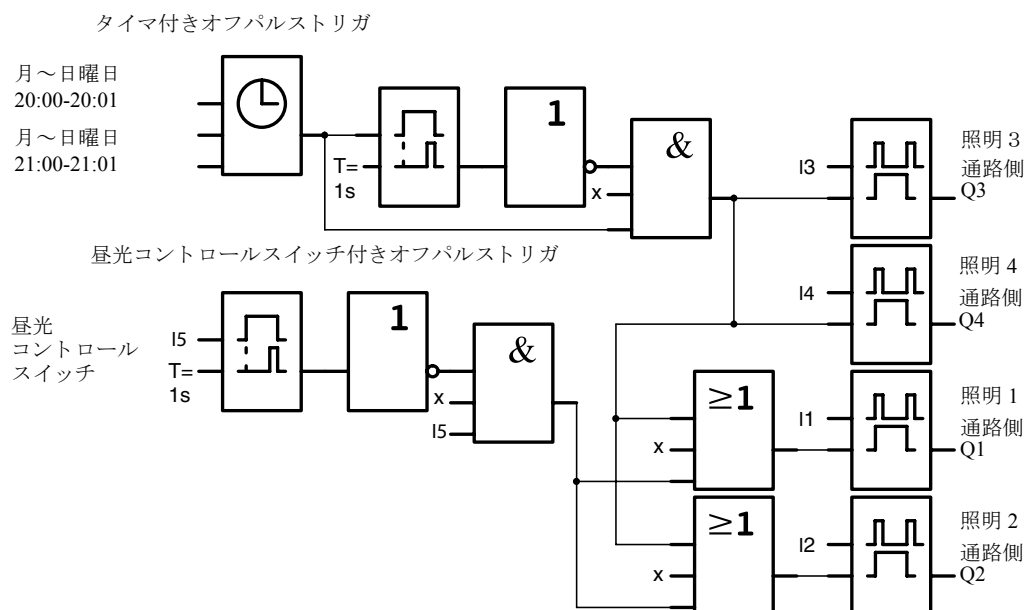 タイマ付きオフパルストリガ
月～日曜日
20:00-20:01
月～日曜日
21:00-21:01
T=
1s
1
x
&
I3
照明 3
通路側
Q3
昼光コントロールスイッチ付きオフパルストリガ
I4
照明 4
通路側
Q4
昼光
コントロール
スイッチ
I5
T=
1s
1
x
I5
&
≥1
x
I1
照明 1
通路側
Q1
≥1
x
I2
照明 2
通路側
Q2